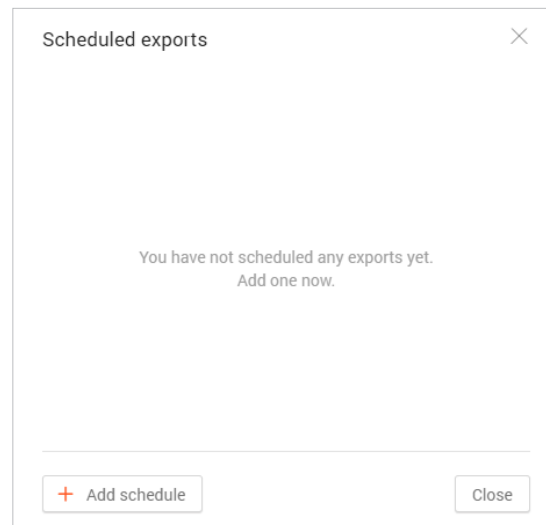 Scheduled exports
You have not scheduled any exports yet.
Add one now.
+ Add schedule
Close